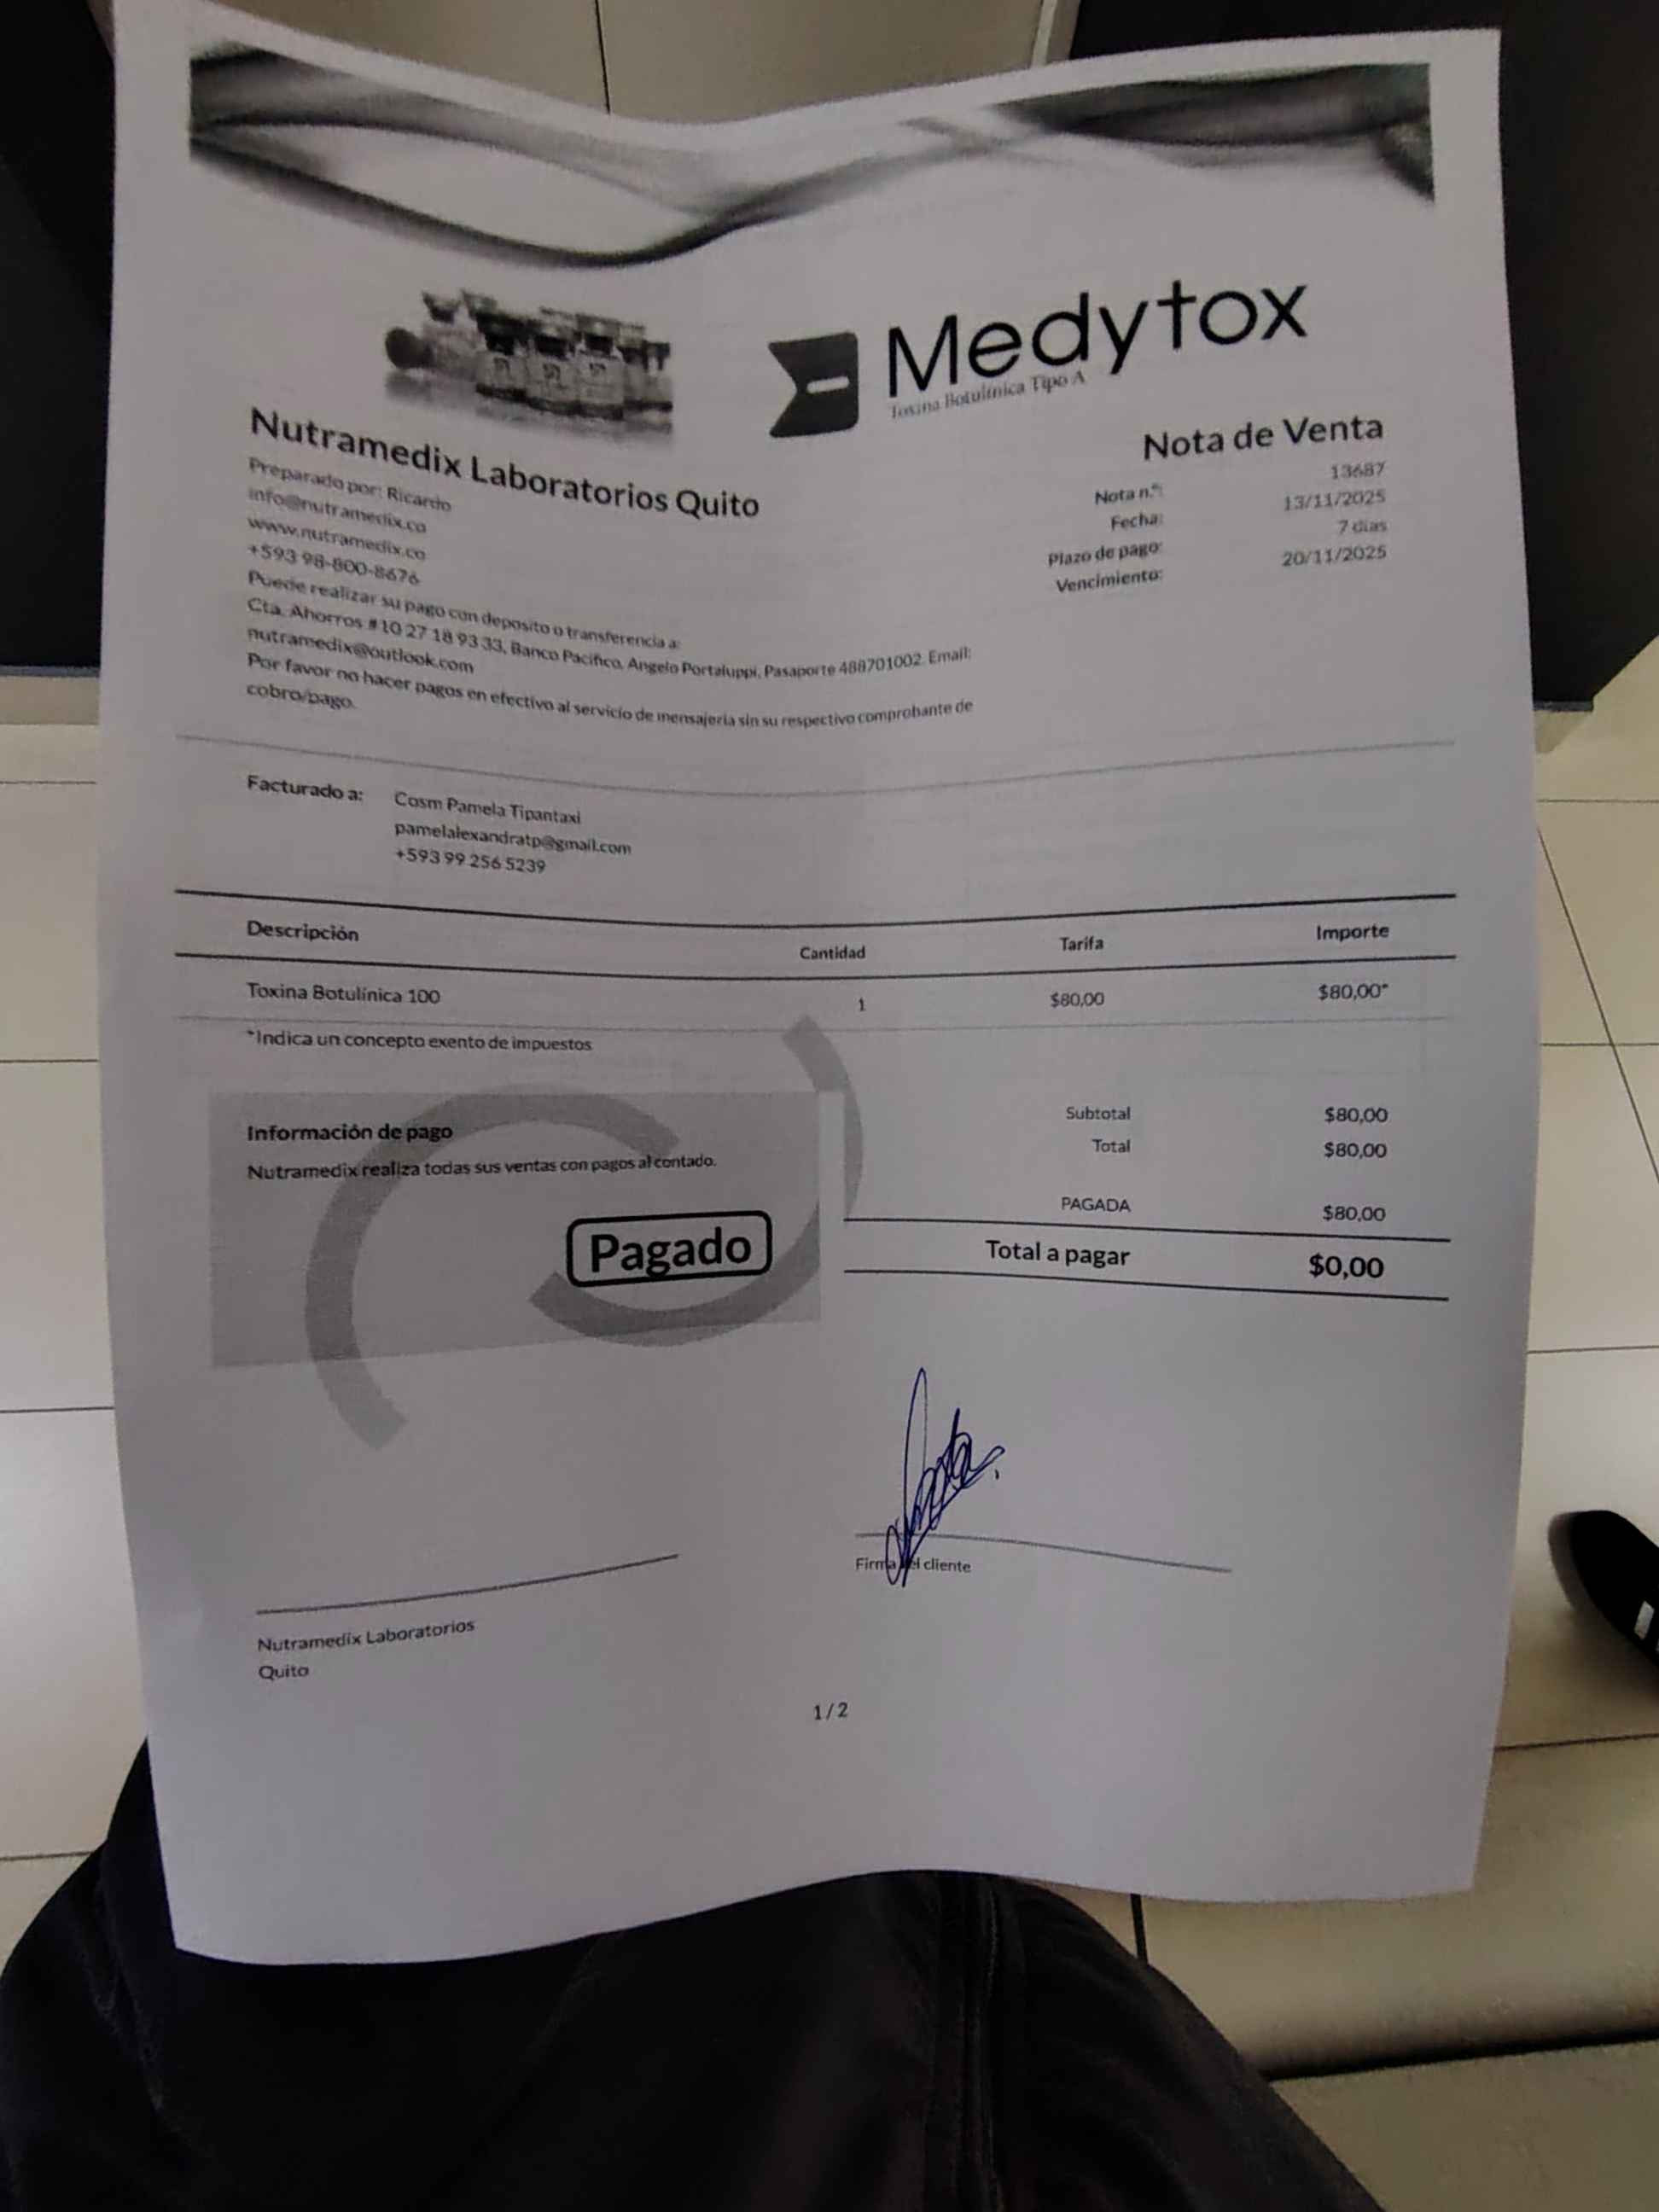 Medytox
Toxina Botulínica Tipo A
Nutramedix Laboratorios Quito
Preparado por: Ricardo
info@nutramedix.co
www.nutramedix.co
+593 98-800-8676
Puede realizar su pago con deposito o transferencia a:
Cta. Ahorros #10 27 18 93 33, Banco Pacífico, Angelo Portaluppi, Pasaporte 488701002. Email:
nutramedix@outlook.com
Por favor no hacer pagos en efectivo al servicio de mensajería sin su respectivo comprobante de
cobro/pago.
Nota de Venta
Nota n.º: 13687
Fecha: 13/11/2025
Plazo de pago: 7 días
Vencimiento: 20/11/2025
Facturado a: Cosm Pamela Tipantaxi
pamelalexandratp@gmail.com
+593 99 256 5239
Descripción Cantidad Tarifa Importe
Toxina Botulínica 100 1 $80,00 $80,00*
*Indica un concepto exento de impuestos
Información de pago
Nutramedix realiza todas sus ventas con pagos al contado.
Pagado
Subtotal $80,00
Total $80,00
PAGADA $80,00
Total a pagar $0,00
Firma del cliente
Nutramedix Laboratorios
Quito
1/2